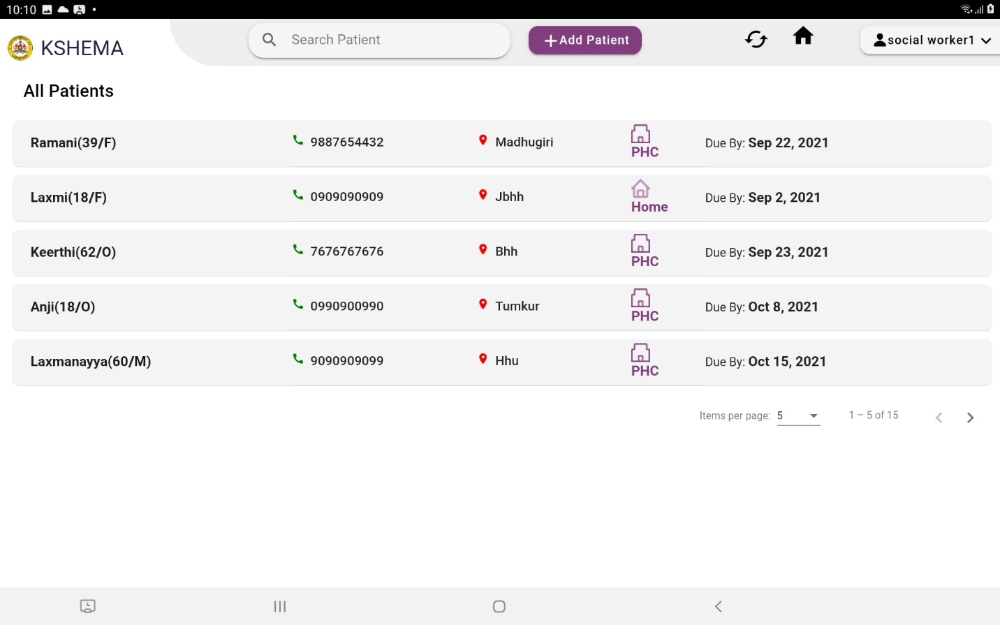 10:10
KSHEMA
Search Patient
+Add Patient
social worker1
All Patients
Ramani(39/F) 9887654432 Madhugiri PHC Due By: Sep 22, 2021
Laxmi(18/F) 0909090909 Jbhh Home Due By: Sep 2, 2021
Keerthi(62/O) 7676767676 Bhh PHC Due By: Sep 23, 2021
Anji(18/O) 0990900990 Tumkur PHC Due By: Oct 8, 2021
Laxmanayya(60/M) 9090909099 Hhu PHC Due By: Oct 15, 2021
Items per page: 5 1 – 5 of 15